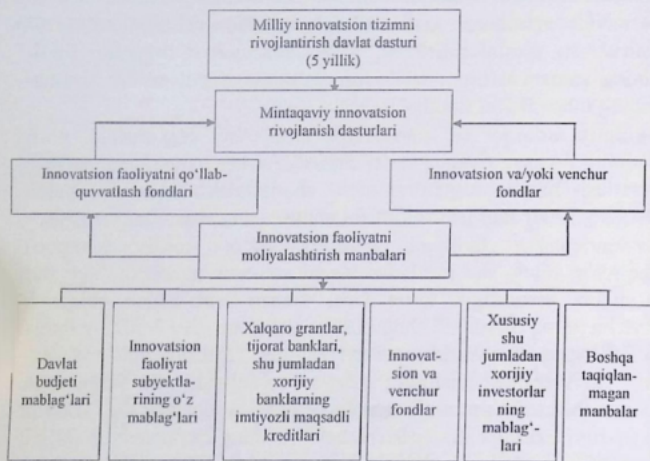 Milliy innovatsion tizimni
rivojlantirish davlat dasturi
(5 yillik)
Mintaqaviy innovatsion
rivojlanish dasturlari
Innovatsion faoliyatni qo‘llab-
quvvatlash fondlari
Innovatsion va/yoki venchur
fondlar
Innovatsion faoliyatni
moliyalashtirish manbalari
Davlat
budjeti
mablag‘lari
Innovatsion
faoliyat
subyektla-
rining o‘z
mablag‘lari
Xalqaro grantlar,
tijorat banklari,
shu jumladan
xorijiy
banklarning
imtiyozli maqsadli
kreditlari
Innovat-
sion va
venchur
fondlar
Xususiy
shu
jumladan
xorijiy
investorlar
ning
mablag‘-
lari
Boshqa
taqiqlan-
magan
manbalar